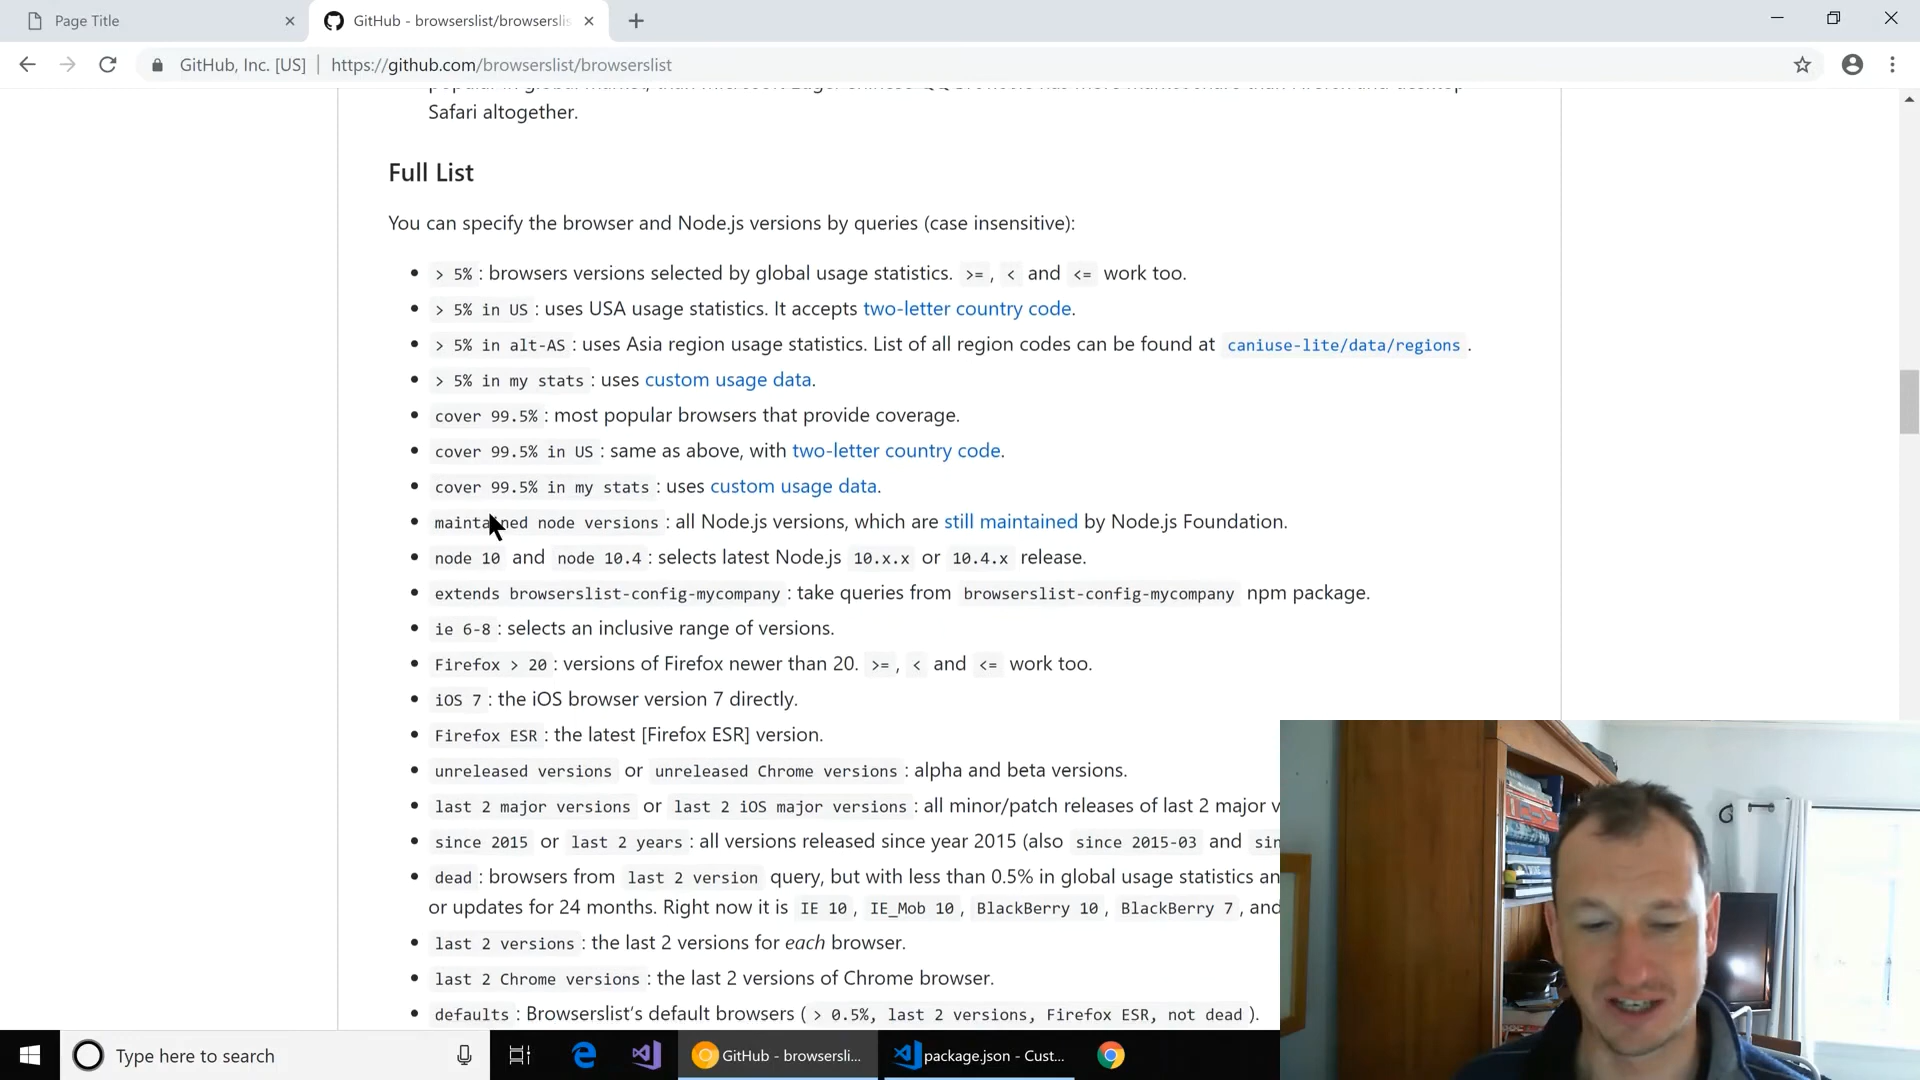 Page Title
GitHub - browserslist/browsersli
GitHub, Inc. [US]
https://github.com/browserslist/browserslist
Safari altogether.
Full List
You can specify the browser and Node.js versions by queries (case insensitive):
> 5% : browsers versions selected by global usage statistics. >= , < and <= work too.
> 5% in US : uses USA usage statistics. It accepts two-letter country code.
> 5% in alt-AS : uses Asia region usage statistics. List of all region codes can be found at caniuse-lite/data/regions .
> 5% in my stats : uses custom usage data.
cover 99.5% : most popular browsers that provide coverage.
cover 99.5% in US : same as above, with two-letter country code.
cover 99.5% in my stats : uses custom usage data.
maintained node versions : all Node.js versions, which are still maintained by Node.js Foundation.
node 10 and node 10.4 : selects latest Node.js 10.x.x or 10.4.x release.
extends browserslist-config-mycompany : take queries from browserslist-config-mycompany npm package.
ie 6-8 : selects an inclusive range of versions.
Firefox > 20 : versions of Firefox newer than 20. >= , < and <= work too.
iOS 7 : the iOS browser version 7 directly.
Firefox ESR : the latest [Firefox ESR] version.
unreleased versions or unreleased Chrome versions : alpha and beta versions.
last 2 major versions or last 2 iOS major versions : all minor/patch releases of last 2 major v
since 2015 or last 2 years : all versions released since year 2015 (also since 2015-03 and sin
dead : browsers from last 2 version query, but with less than 0.5% in global usage statistics an
or updates for 24 months. Right now it is IE 10 , IE_Mob 10 , BlackBerry 10 , BlackBerry 7 , and
last 2 versions : the last 2 versions for each browser.
last 2 Chrome versions : the last 2 versions of Chrome browser.
defaults : Browserslist's default browsers ( > 0.5%, last 2 versions, Firefox ESR, not dead ).
Type here to search
GitHub - browsersli...
package.json - Cust...